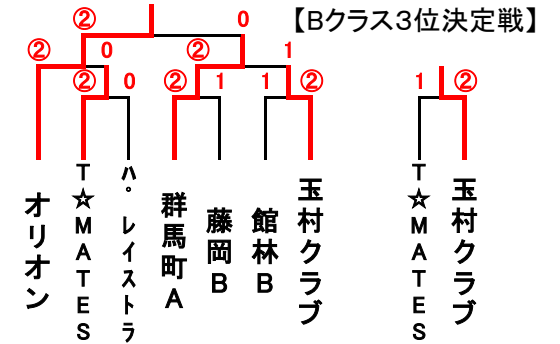 【Bクラス3位決定戦】
② 0
② 0 ② 1
② 0 ② 1 1 ② 1 ②
オリオン
T☆MATES
パレイストラ
群馬町A
藤岡B
館林B
玉村クラブ
T☆MATES
玉村クラブ